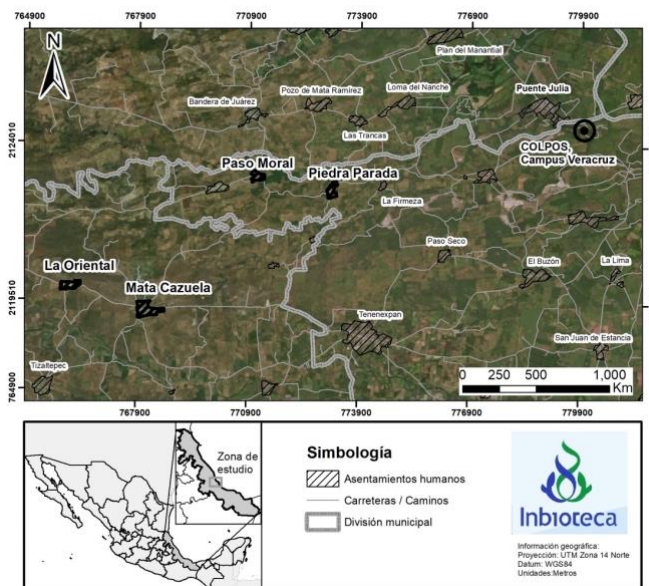 764900 767900 770900 773900 776900 779900
N
Plan del Manantial
Bandera de Juárez
Pozo de Mata Ramírez
Loma del Nanche
Puente Julia
Las Trancas
2124010
COLPOS,
Campus Veracruz
Paso Moral
Piedra Parada
La Firmeza
Paso Seco
La Oriental
El Buzón
La Lima
Mata Cazuela
2119510
Tenenexpan
San Juan de Estancia
Tizaltepec
0 250 500 1,000
Km
764900
767900 770900 773900 776900 779900
Zona de
estudio
Simbología
Asentamientos humanos
Carreteras / Caminos
División municipal
Inbioteca
Información geográfica:
Proyección: UTM Zona 14 Norte
Datum: WGS84
Unidades:Metros